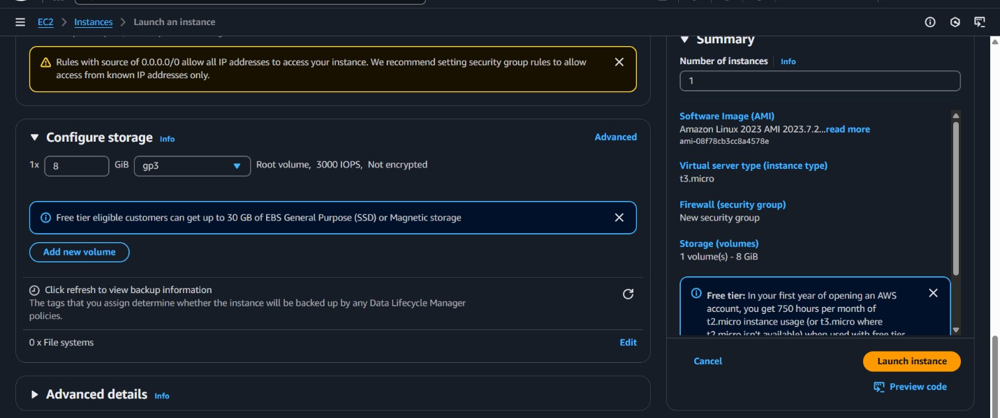 EC2 > Instances > Launch an instance
Rules with source of 0.0.0.0/0 allow all IP addresses to access your instance. We recommend setting security group rules to allow
access from known IP addresses only.
Configure storage Info
Advanced
1x 8 GiB gp3 Root volume, 3000 IOPS, Not encrypted
Free tier eligible customers can get up to 30 GB of EBS General Purpose (SSD) or Magnetic storage
Add new volume
Click refresh to view backup information
The tags that you assign determine whether the instance will be backed up by any Data Lifecycle Manager
policies.
0 x File systems
Edit
Advanced details Info
Summary
Number of instances Info
1
Software Image (AMI)
Amazon Linux 2023 AMI 2023.7.2...read more
ami-08f78cb3cc8a4578e
Virtual server type (instance type)
t3.micro
Firewall (security group)
New security group
Storage (volumes)
1 volume(s) - 8 GiB
Free tier: In your first year of opening an AWS
account, you get 750 hours per month of
t2.micro instance usage (or t3.micro where
t2.micro isn't available) when used with free tier
Cancel
Launch instance
Preview code